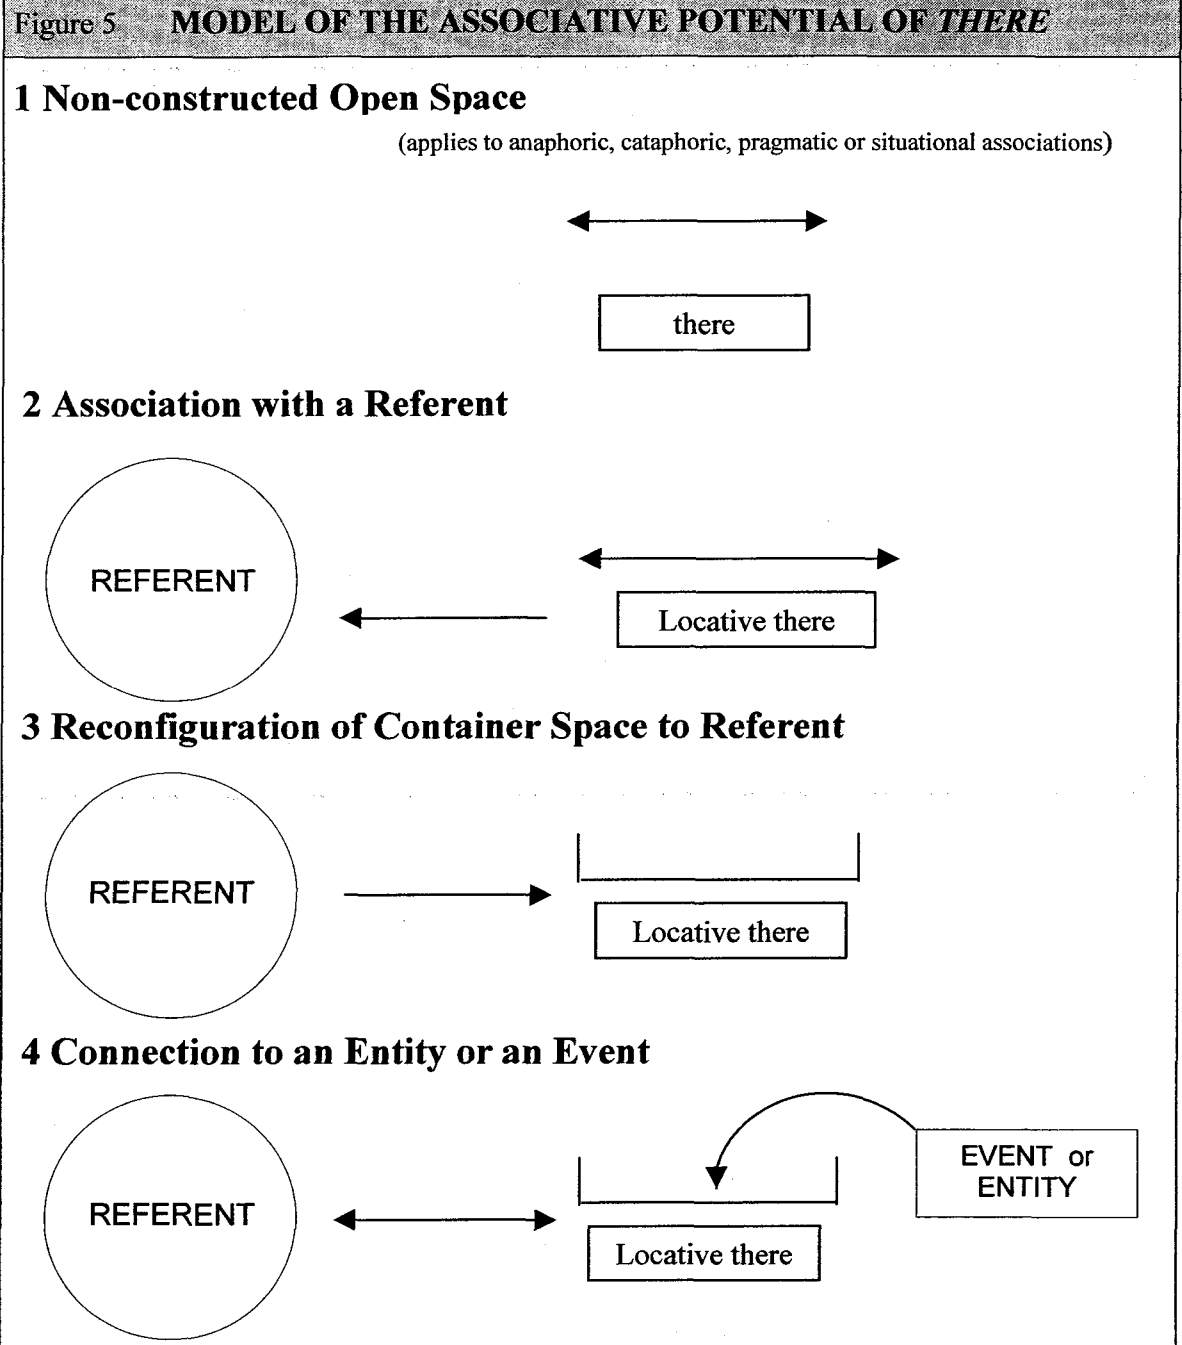 Figure 5 MODEL OF THE ASSOCIATIVE POTENTIAL OF THERE
1 Non-constructed Open Space
(applies to anaphoric, cataphoric, pragmatic or situational associations)
there
2 Association with a Referent
REFERENT
Locative there
3 Reconfiguration of Container Space to Referent
REFERENT
Locative there
4 Connection to an Entity or an Event
EVENT or
ENTITY
REFERENT
Locative there